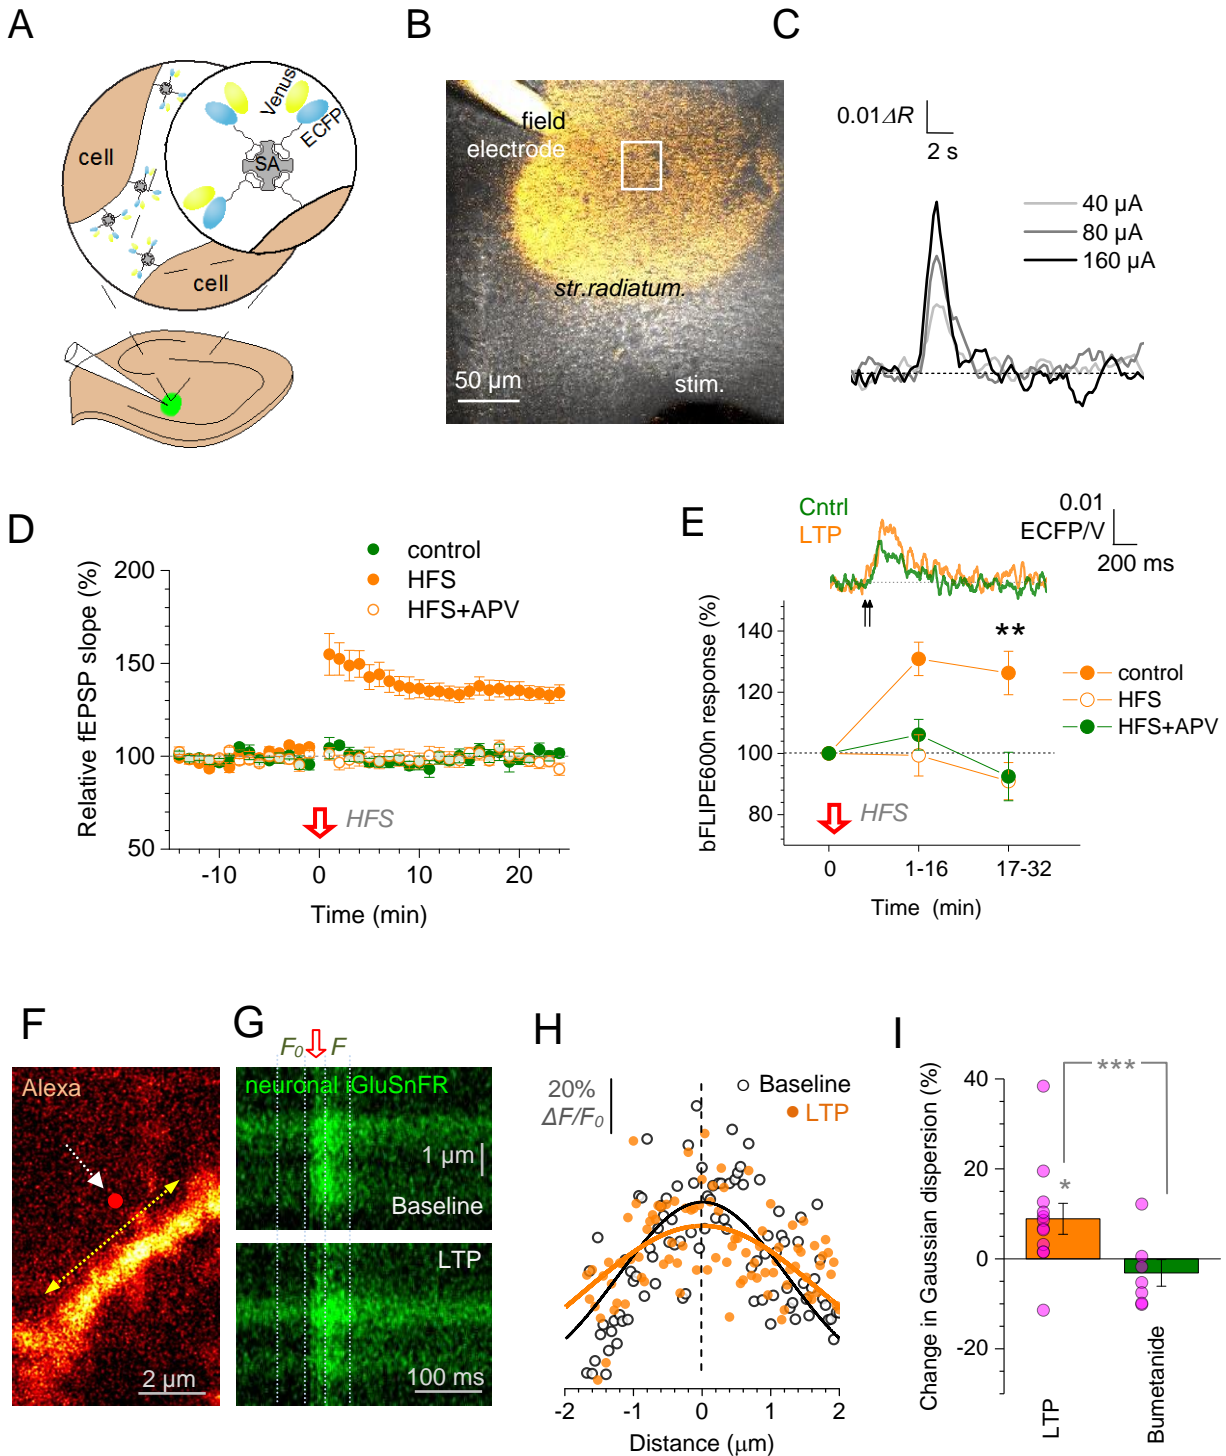 A
Venus
ECFP
SA
cell
cell
B
field
electrode
str.radiatum.
50 µm
stim.
C
0.01ΔR
2 s
40 µA
80 µA
160 µA
D
control
HFS
HFS+APV
Relative fEPSP slope (%)
200
150
100
50
HFS
-10
0
10
20
Time (min)
E
Cntrl
LTP
0.01
ECFP/V
200 ms
bFLIPE600n response (%)
140
120
100
80
**
control
HFS
HFS+APV
HFS
0
1-16
17-32
Time (min)
F
Alexa
2 µm
G
F0
F
neuronal iGluSnFR
1 µm
Baseline
LTP
100 ms
H
20%
ΔF/F0
Baseline
LTP
-2
-1
0
1
2
Distance (µm)
I
***
Change in Gaussian dispersion (%)
40
20
0
-20
*
LTP
Bumetanide